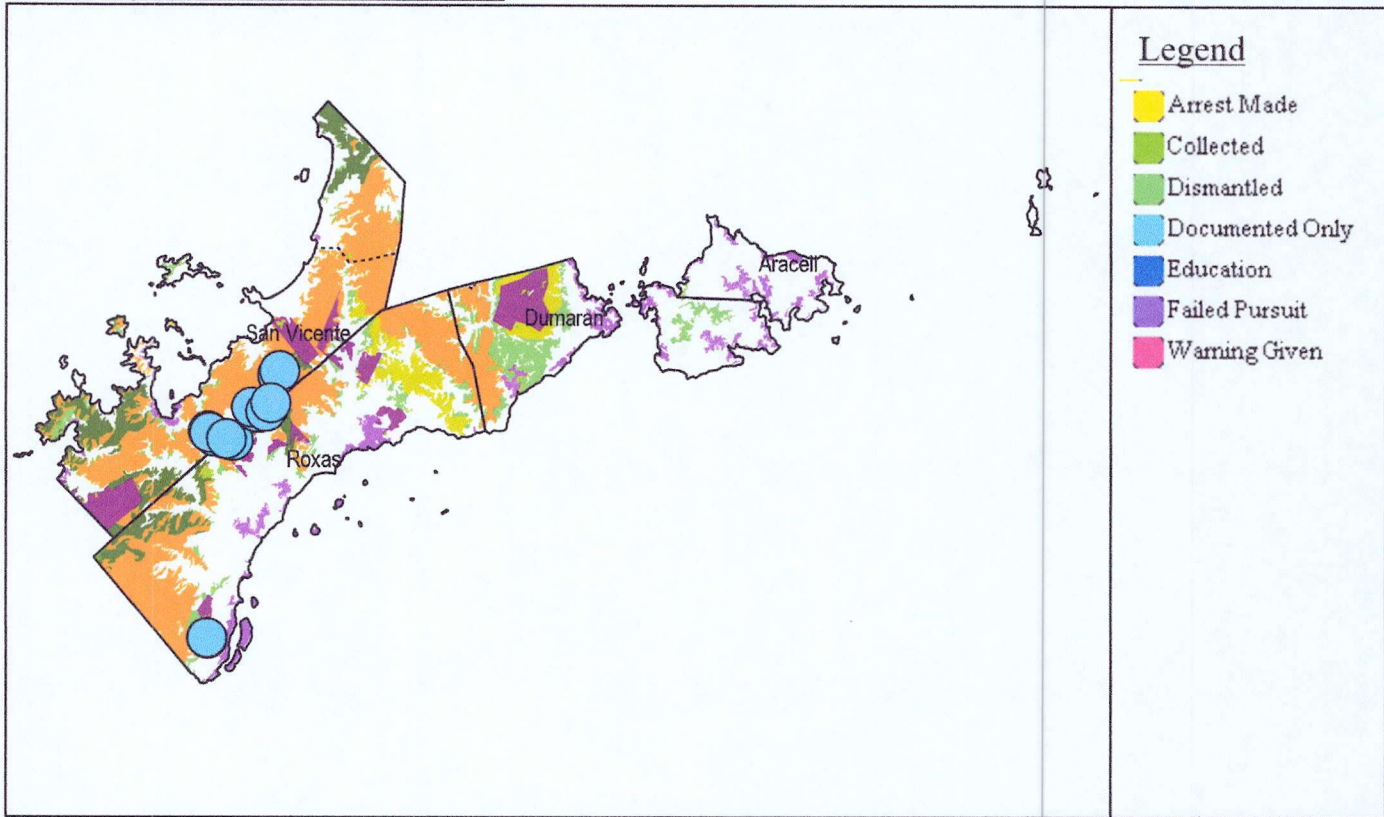 Legend
Arrest Made
Collected
Dismantled
Documented Only
Education
Failed Pursuit
Warning Given
Araceli
Dumaran
San Vicente
Roxas